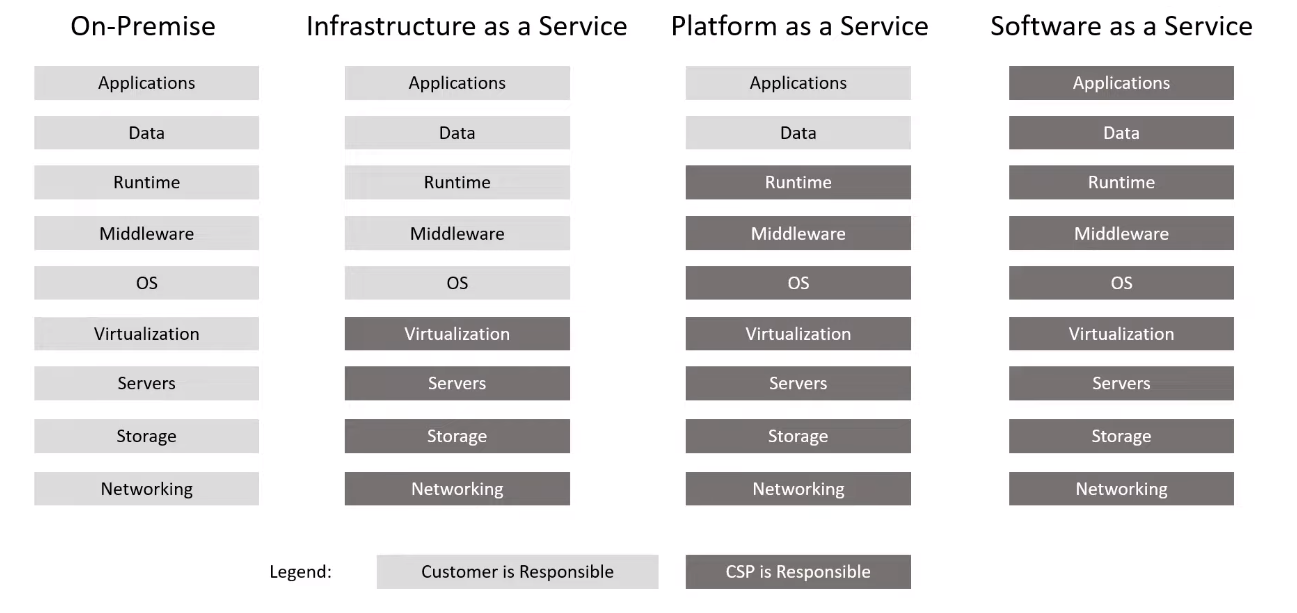 On-Premise
Infrastructure as a Service
Platform as a Service
Software as a Service
Applications
Applications
Applications
Applications
Data
Data
Data
Data
Runtime
Runtime
Runtime
Runtime
Middleware
Middleware
Middleware
Middleware
OS
OS
OS
OS
Virtualization
Virtualization
Virtualization
Virtualization
Servers
Servers
Servers
Servers
Storage
Storage
Storage
Storage
Networking
Networking
Networking
Networking
Legend:
Customer is Responsible
CSP is Responsible